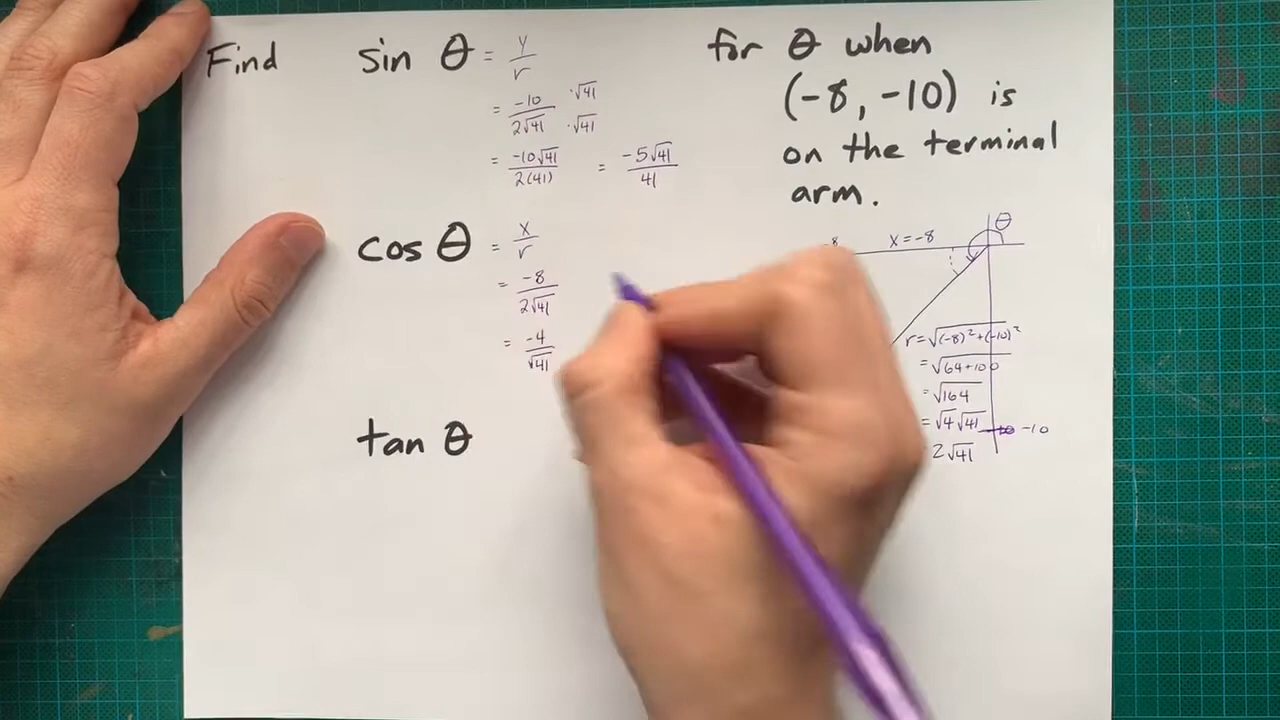 Find sin θ = y/r
= -10/2√41 ·√41/·√41
= -10√41/2(41) = -5√41/41
for θ when
(-8, -10) is
on the terminal
arm.
cos θ = x/r
= -8/2√41
= -4/√41
tan θ
θ
x = -8
r = √(-8)²+(-10)²
= √64+100
= √164
= √4 √41
2√41
-10